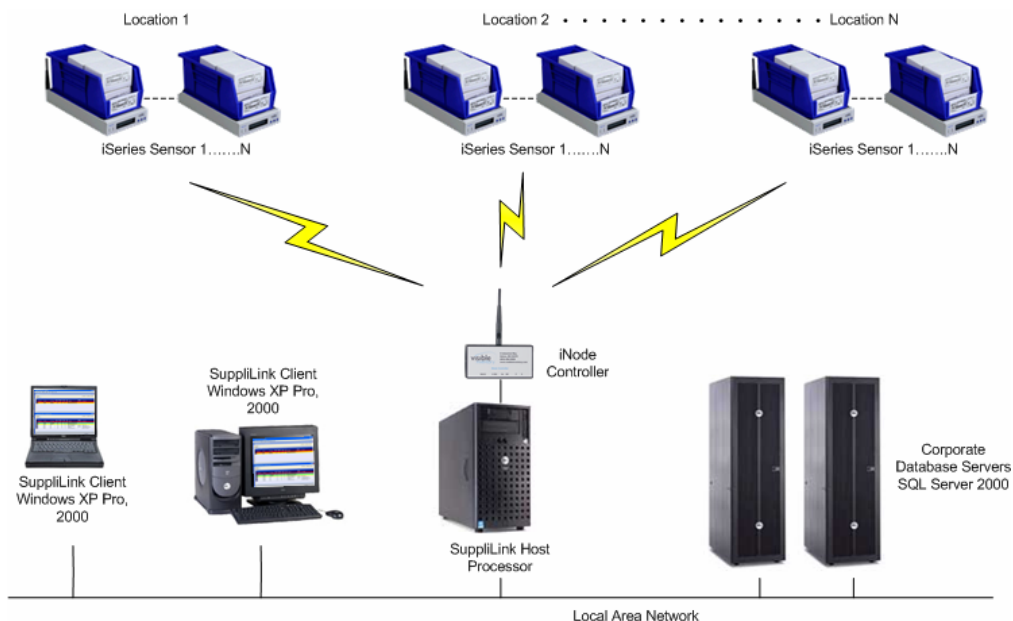 Location 1
Location 2 . . . . . . . . . . . . . . Location N
iSeries Sensor 1.......N
iSeries Sensor 1.......N
iSeries Sensor 1.......N
visible
iNode
Controller
SuppliLink Client
Windows XP Pro,
2000
SuppliLink Client
Windows XP Pro,
2000
SuppliLink Host
Processor
Corporate
Database Servers
SQL Server 2000
Local Area Network